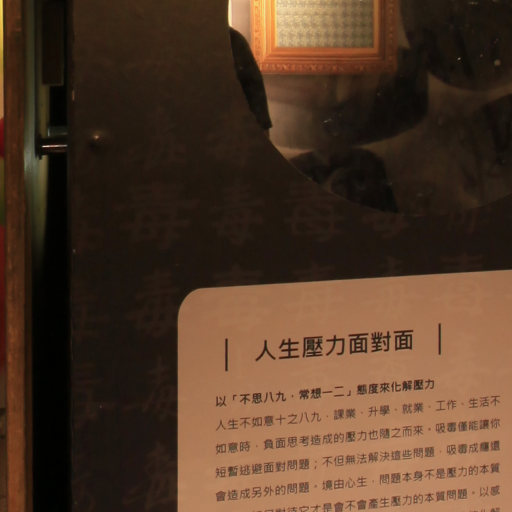 人生壓力面對面
以「不思八九，常想一二」態度來化解壓力
人生不如意十之八九，課業、升學、就業、工作、生活不
如意時，負面思考造成的壓力也隨之而來。吸毒僅能讓你
短暫逃避面對問題；不但無法解決這些問題，吸毒成癮還
會造成另外的問題。境由心生，問題本身不是壓力的本質
對待它才是會不會產生壓力的本質問題。以感